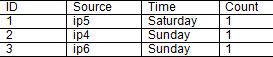 ID Source Time Count
1 ip5 Saturday 1
2 ip4 Sunday 1
3 ip6 Sunday 1